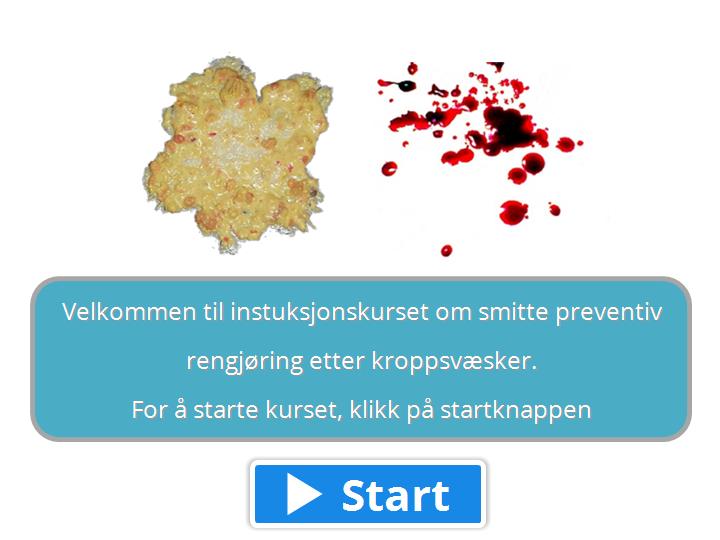 Velkommen til instuksjonskurset om smitte preventiv
rengjøring etter kroppsvæsker.
For å starte kurset, klikk på startknappen
Start